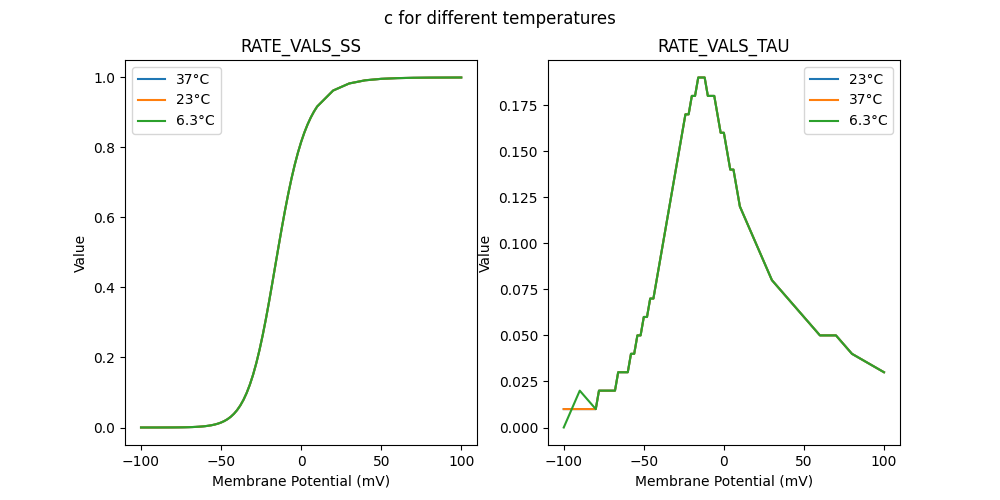 c for different temperatures
RATE_VALS_SS
1.0
0.8
0.6
0.4
0.2
0.0
Value
37°C
23°C
6.3°C
−100
−50
0
50
100
Membrane Potential (mV)
RATE_VALS_TAU
0.175
0.150
0.125
0.100
0.075
0.050
0.025
0.000
Value
23°C
37°C
6.3°C
−100
−50
0
50
100
Membrane Potential (mV)